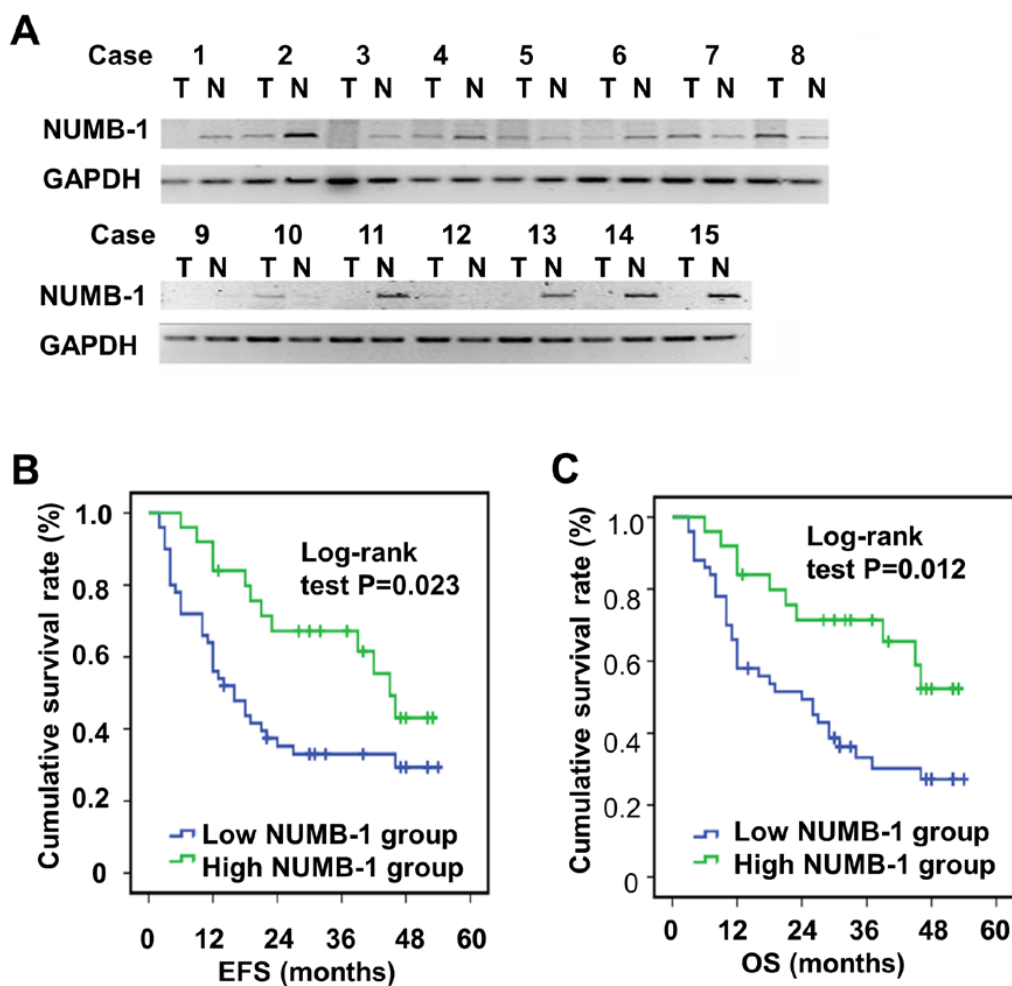 A
Case 1 2 3 4 5 6 7 8
T N T N T N T N T N T N T N T N
NUMB-1
GAPDH
Case 9 10 11 12 13 14 15
T N T N T N T N T N T N T N
NUMB-1
GAPDH
B
Cumulative survival rate (%)
1.0
0.8
0.6
0.4
0.2
0
Log-rank
test P=0.023
Low NUMB-1 group
High NUMB-1 group
0 12 24 36 48 60
EFS (months)
C
Cumulative survival rate (%)
1.0
0.8
0.6
0.4
0.2
0
Log-rank
test P=0.012
Low NUMB-1 group
High NUMB-1 group
0 12 24 36 48 60
OS (months)